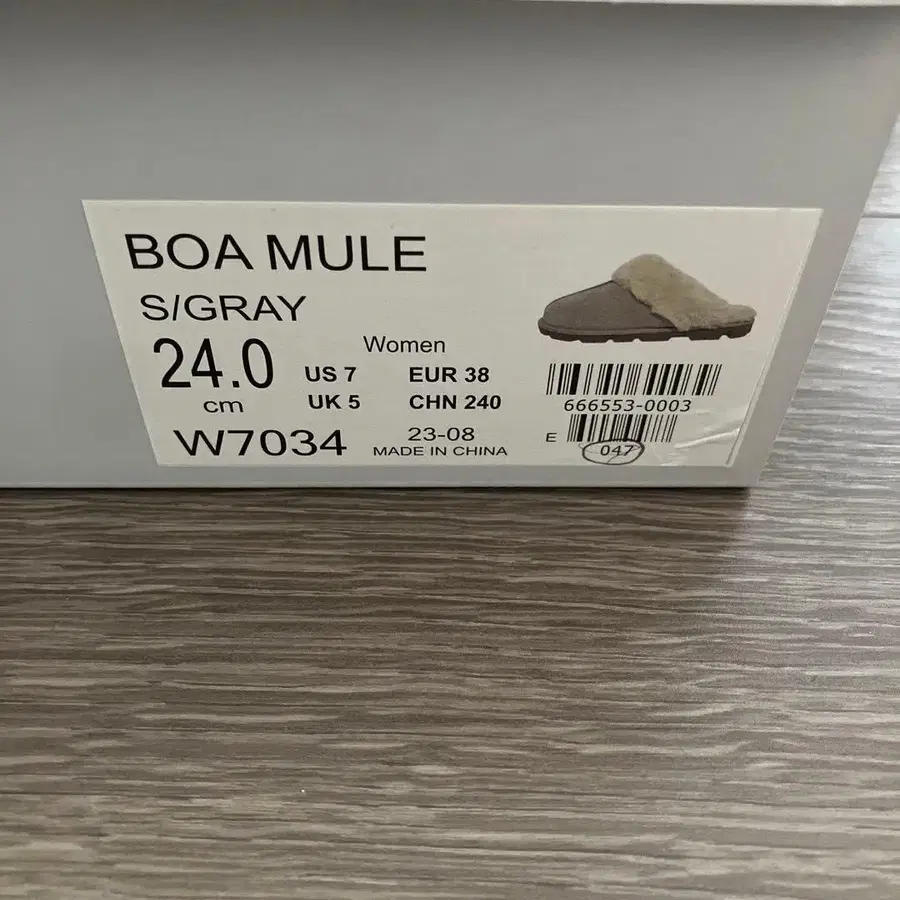 BOA MULE
S/GRAY
24.0
cm
Women
US 7 EUR 38
UK 5 CHN 240
W7034
23-08
MADE IN CHINA
666553-0003
E
047